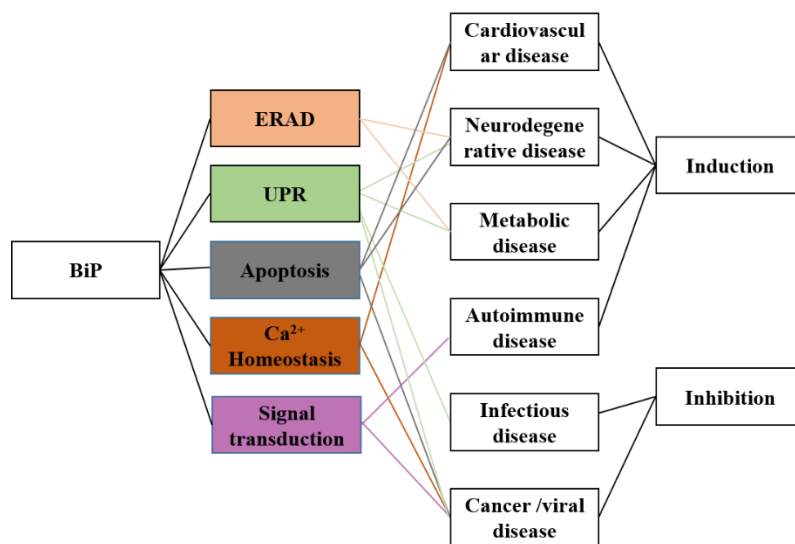 BiP
ERAD
UPR
Apoptosis
Ca²⁺
Homeostasis
Signal
transduction
Cardiovascul
ar disease
Neurodegene
rative disease
Metabolic
disease
Autoimmune
disease
Infectious
disease
Cancer /viral
disease
Induction
Inhibition